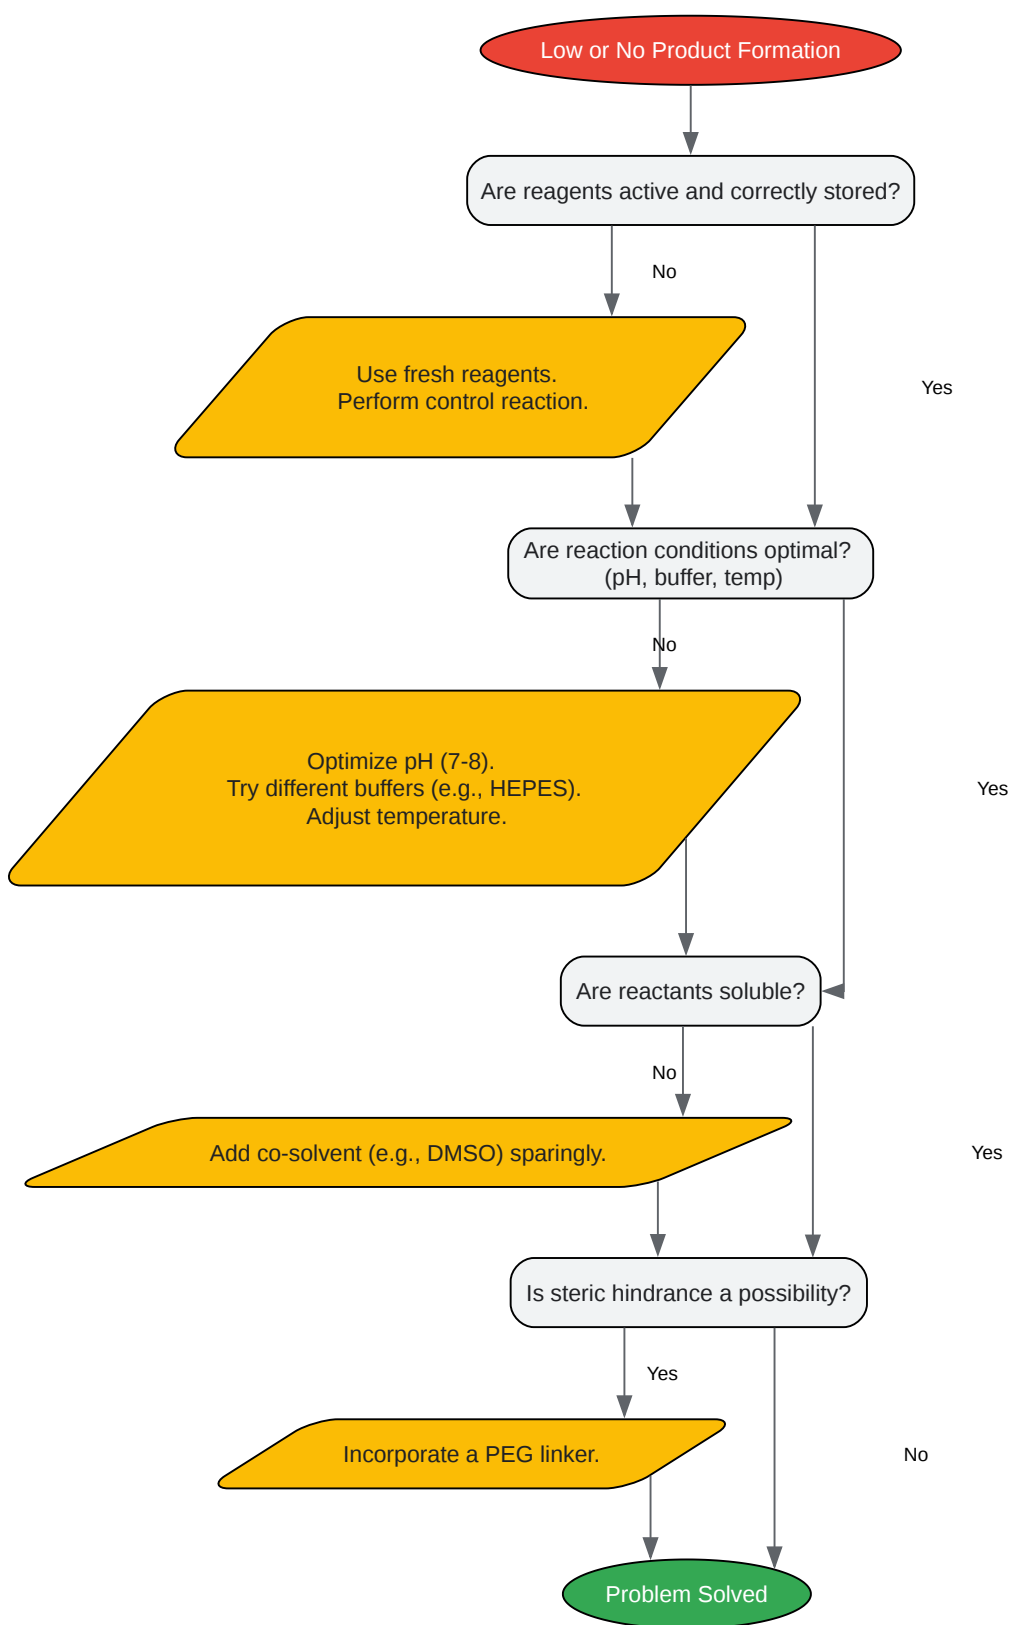 Low or No Product Formation
Are reagents active and correctly stored?
No
Use fresh reagents.
Perform control reaction.
Yes
Are reaction conditions optimal?
(pH, buffer, temp)
No
Optimize pH (7-8).
Try different buffers (e.g., HEPES).
Adjust temperature.
Yes
Are reactants soluble?
No
Add co-solvent (e.g., DMSO) sparingly.
Yes
Is steric hindrance a possibility?
Yes
Incorporate a PEG linker.
No
Problem Solved